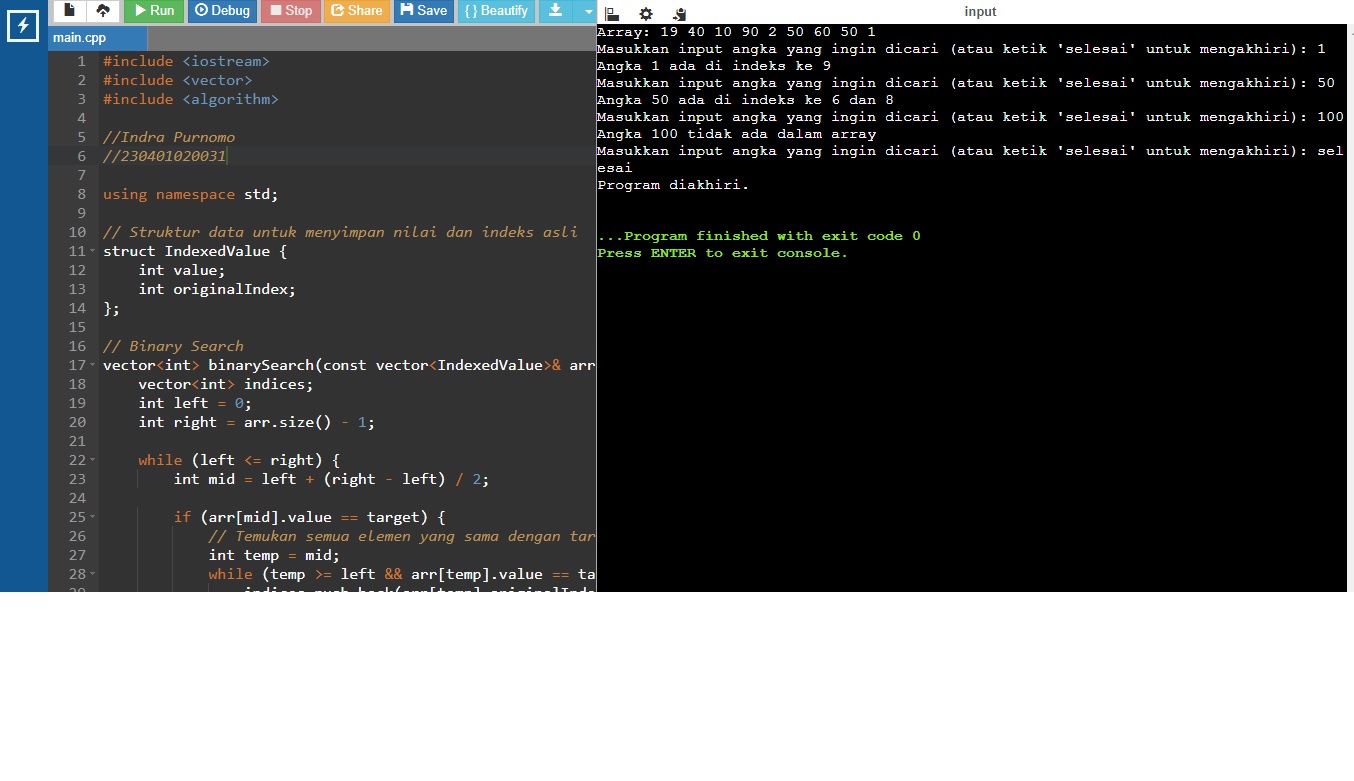 Run Debug Stop Share Save { } Beautify
input
main.cpp
1 #include <iostream>
2 #include <vector>
3 #include <algorithm>
4
5 //Indra Purnomo
6 //230401020031
7
8 using namespace std;
9
10 // Struktur data untuk menyimpan nilai dan indeks asli
11 struct IndexedValue {
12 int value;
13 int originalIndex;
14 };
15
16 // Binary Search
17 vector<int> binarySearch(const vector<IndexedValue>& arr
18 vector<int> indices;
19 int left = 0;
20 int right = arr.size() - 1;
21
22 while (left <= right) {
23 int mid = left + (right - left) / 2;
24
25 if (arr[mid].value == target) {
26 // Temukan semua elemen yang sama dengan tar
27 int temp = mid;
28 while (temp >= left && arr[temp].value == ta
Array: 19 40 10 90 2 50 60 50 1
Masukkan input angka yang ingin dicari (atau ketik 'selesai' untuk mengakhiri): 1
Angka 1 ada di indeks ke 9
Masukkan input angka yang ingin dicari (atau ketik 'selesai' untuk mengakhiri): 50
Angka 50 ada di indeks ke 6 dan 8
Masukkan input angka yang ingin dicari (atau ketik 'selesai' untuk mengakhiri): 100
Angka 100 tidak ada dalam array
Masukkan input angka yang ingin dicari (atau ketik 'selesai' untuk mengakhiri): sel
esai
Program diakhiri.
...Program finished with exit code 0
Press ENTER to exit console.